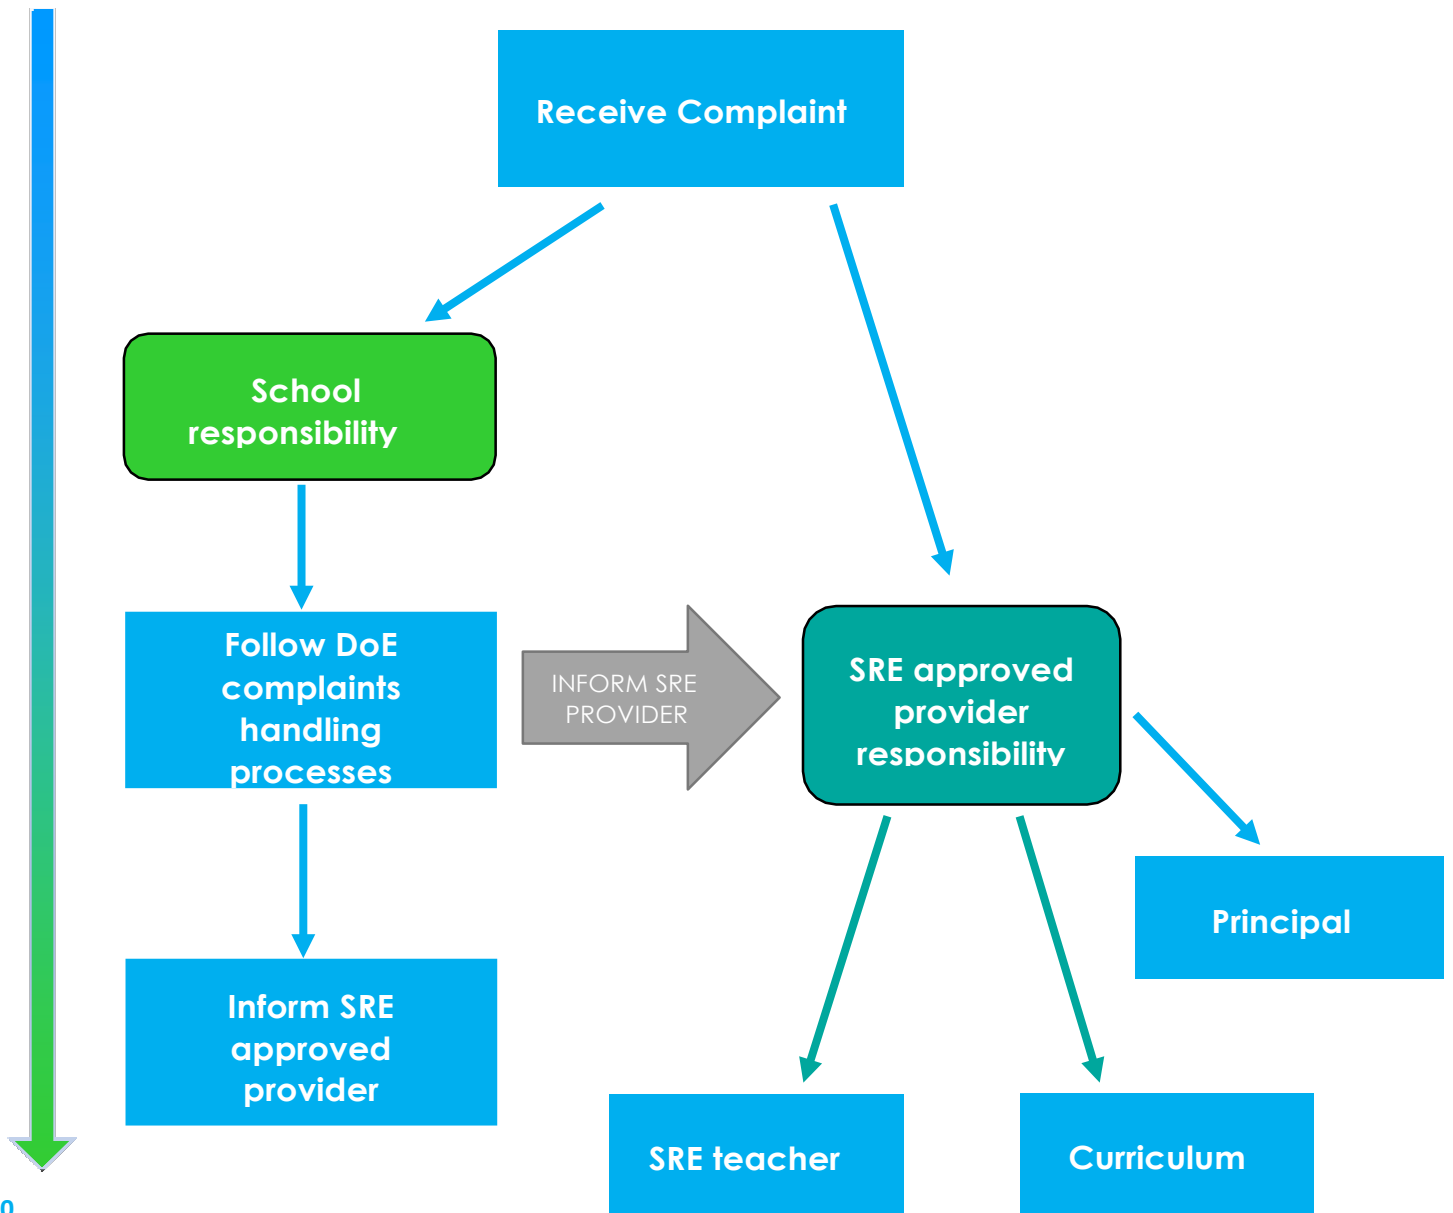 Receive Complaint
School
responsibility
Follow DoE
complaints
handling
processes
INFORM SRE
PROVIDER
SRE approved
provider
responsibility
Principal
Inform SRE
approved
provider
SRE teacher
Curriculum
0